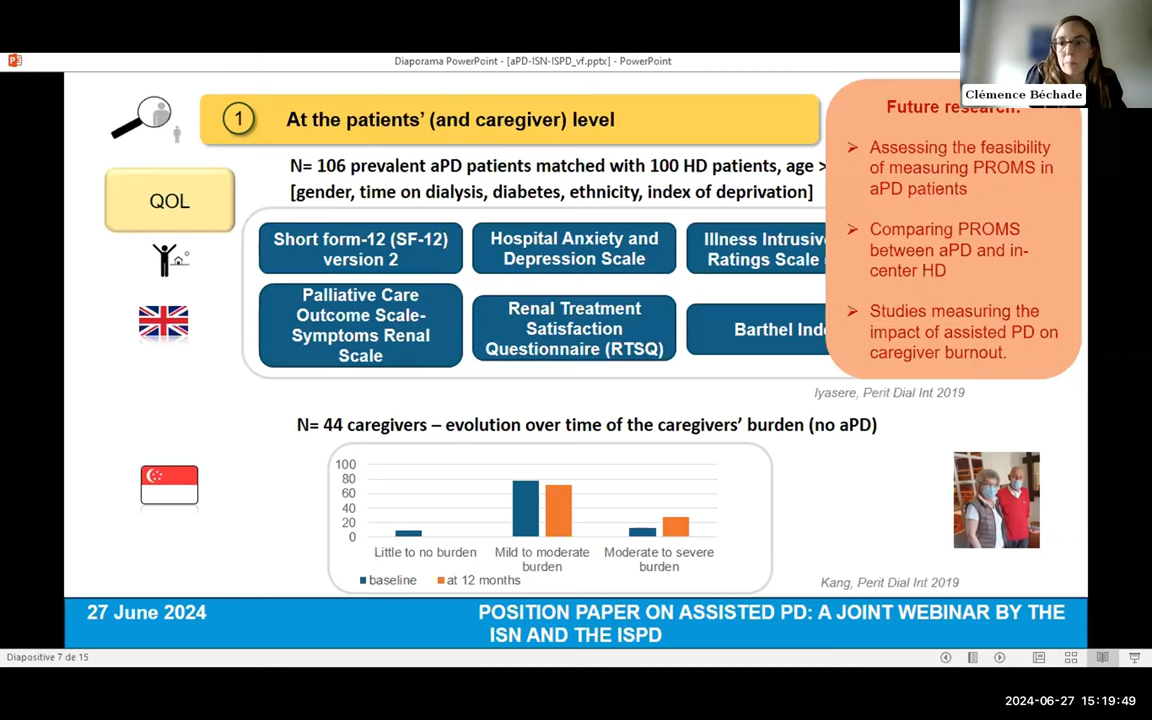 Diaporama PowerPoint - [aPD-ISN-ISPD_vf.pptx] - PowerPoint
Clémence Béchade
1
At the patients' (and caregiver) level
N= 106 prevalent aPD patients matched with 100 HD patients, age >
[gender, time on dialysis, diabetes, ethnicity, index of deprivation]
QOL
Short form-12 (SF-12)
version 2
Hospital Anxiety and
Depression Scale
Illness Intrusive
Ratings Scale
Palliative Care
Outcome Scale-
Symptoms Renal
Scale
Renal Treatment
Satisfaction
Questionnaire (RTSQ)
Barthel Inde
Future research:
➢ Assessing the feasibility
of measuring PROMS in
aPD patients
➢ Comparing PROMS
between aPD and in-
center HD
➢ Studies measuring the
impact of assisted PD on
caregiver burnout.
Iyasere, Perit Dial Int 2019
N= 44 caregivers – evolution over time of the caregivers' burden (no aPD)
100
80
60
40
20
0
Little to no burden
Mild to moderate
burden
Moderate to severe
burden
baseline
at 12 months
Kang, Perit Dial Int 2019
27 June 2024
POSITION PAPER ON ASSISTED PD: A JOINT WEBINAR BY THE
ISN AND THE ISPD
Diapositive 7 de 15
2024-06-27 15:19:49